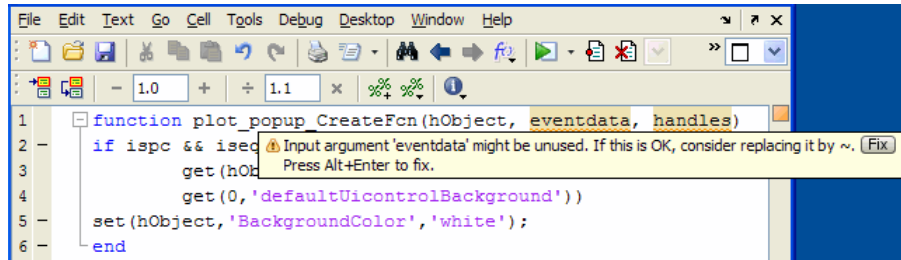 File Edit Text Go Cell Tools Debug Desktop Window Help
- 1.0 + ÷ 1.1 ×
1 function plot_popup_CreateFcn(hObject, eventdata, handles)
2 – if ispc && iseq
Input argument 'eventdata' might be unused. If this is OK, consider replacing it by ~. Fix
Press Alt+Enter to fix.
3 get(hOb
4 get(0,'defaultUicontrolBackground'))
5 – set(hObject,'BackgroundColor','white');
6 – end